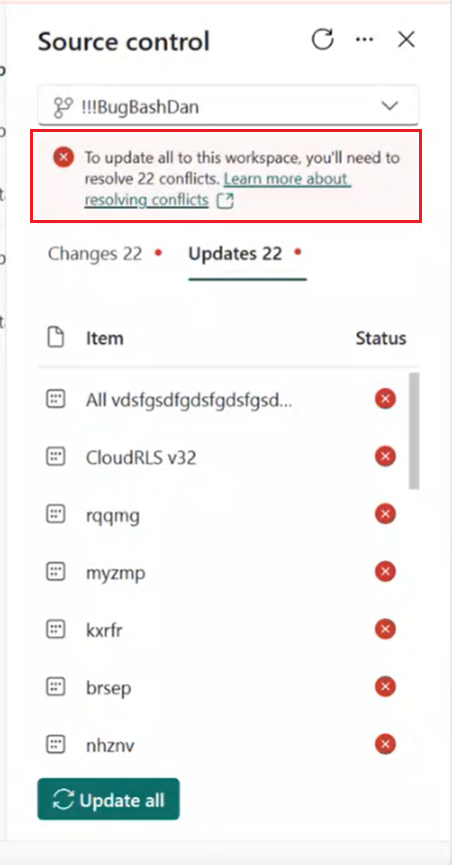 Source control
!!!BugBashDan
To update all to this workspace, you'll need to
resolve 22 conflicts. Learn more about
resolving conflicts
Changes 22 Updates 22
Item Status
All vdsfgsdfgdsfgdsfgsd...
CloudRLS v32
rqqmg
myzmp
kxrfr
brsep
nhznv
Update all